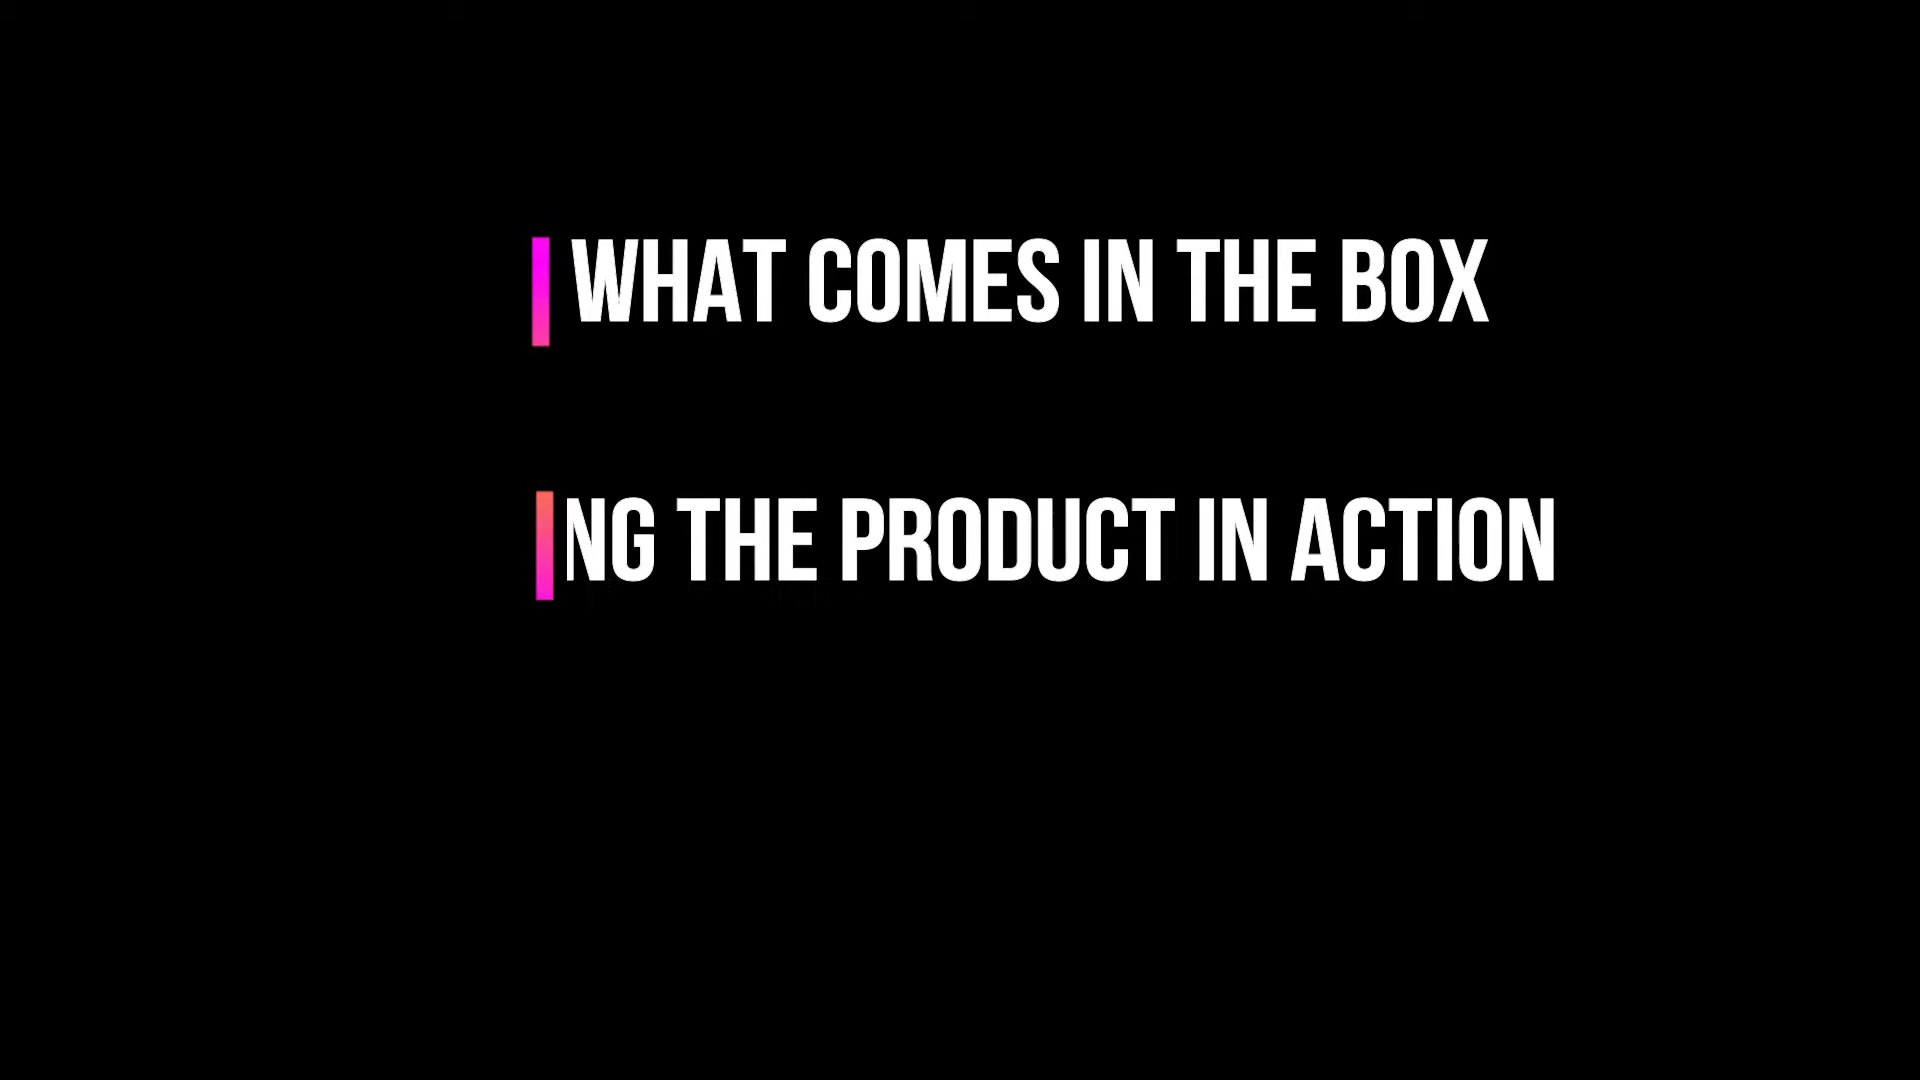 WHAT COMES IN THE BOX
NG THE PRODUCT IN ACTION